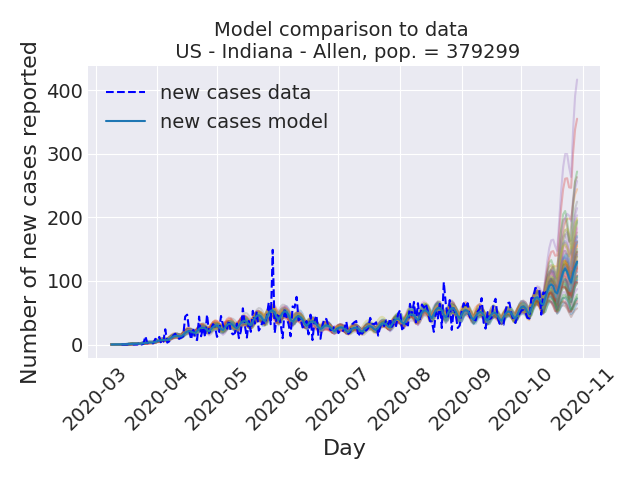 Model comparison to data
US - Indiana - Allen, pop. = 379299
Number of new cases reported
400
300
200
100
0
new cases data
new cases model
2020-03
2020-04
2020-05
2020-06
2020-07
2020-08
2020-09
2020-10
2020-11
Day